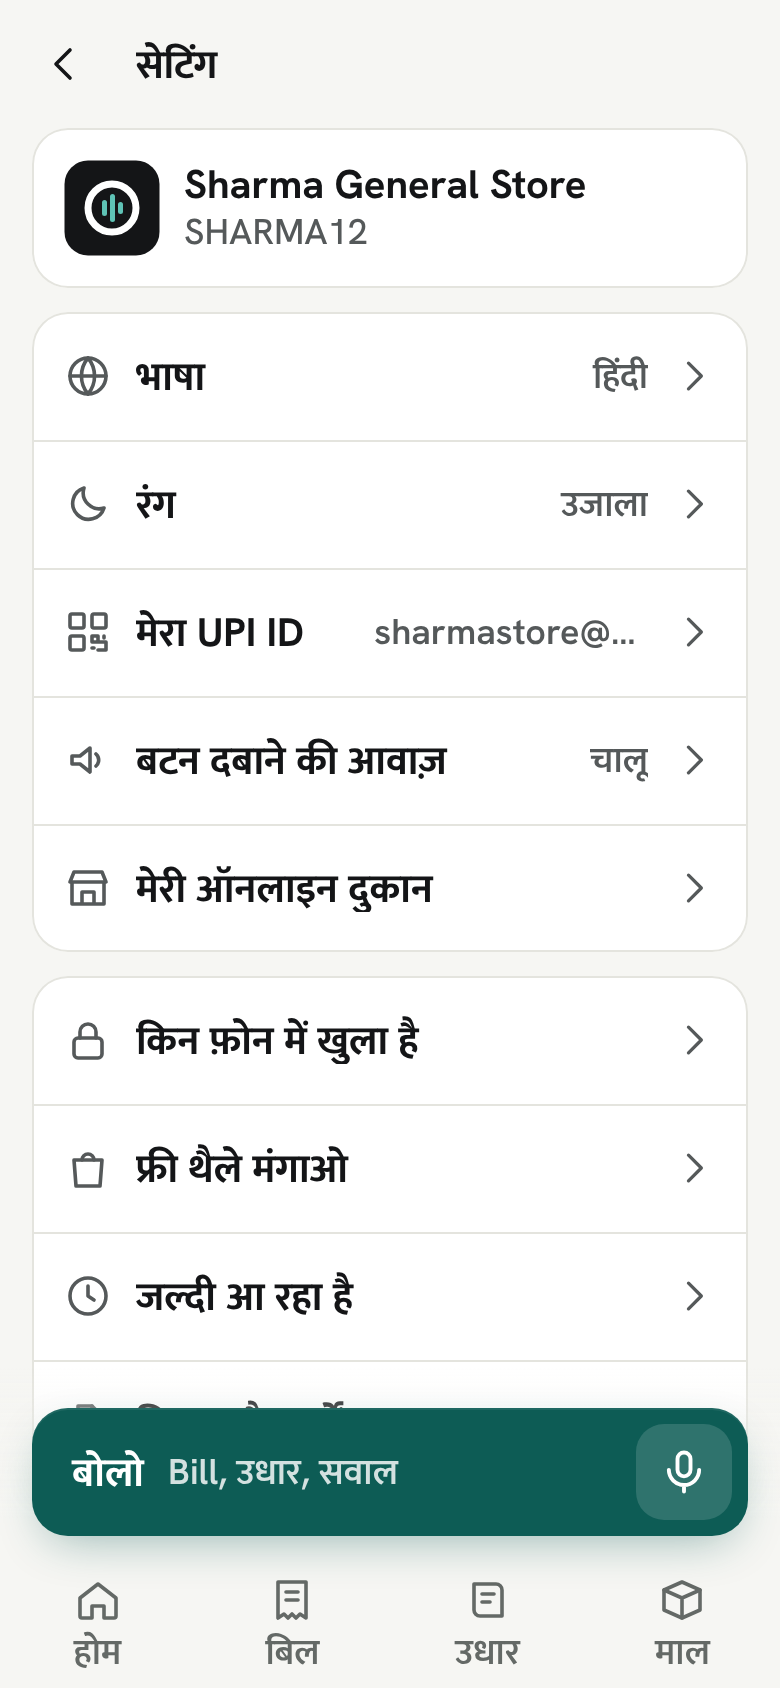 सेटिंग
Sharma General Store
SHARMA12
भाषा हिंदी
रंग उजाला
मेरा UPI ID sharmastore@...
बटन दबाने की आवाज़ चालू
मेरी ऑनलाइन दुकान
किन फ़ोन में खुला है
फ्री थैले मंगाओ
जल्दी आ रहा है
बोलो Bill, उधार, सवाल
होम बिल उधार माल